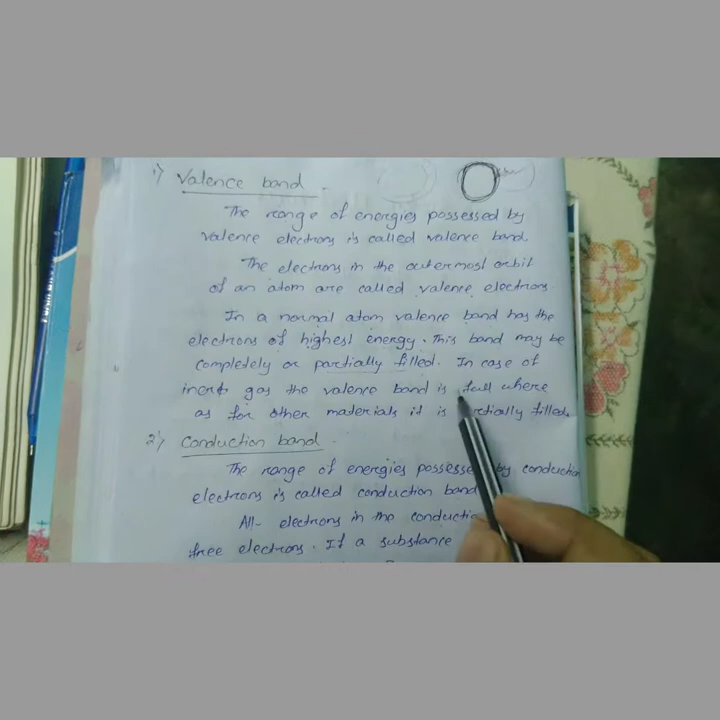 1) Valence band -
The range of energies possessed by
valence electrons is called valence band.
The electrons in the outermost orbit
of an atom are called valence electrons
In a normal atom valence band has the
electrons of highest energy. This band may be
completely or partially filled. In case of
inert gas the valence band is full where
as for other materials it is partially filled.
2) Conduction band -
The range of energies possesse by conduction
electrons is called conduction band
All electrons in the conductio
free electrons. If a substance